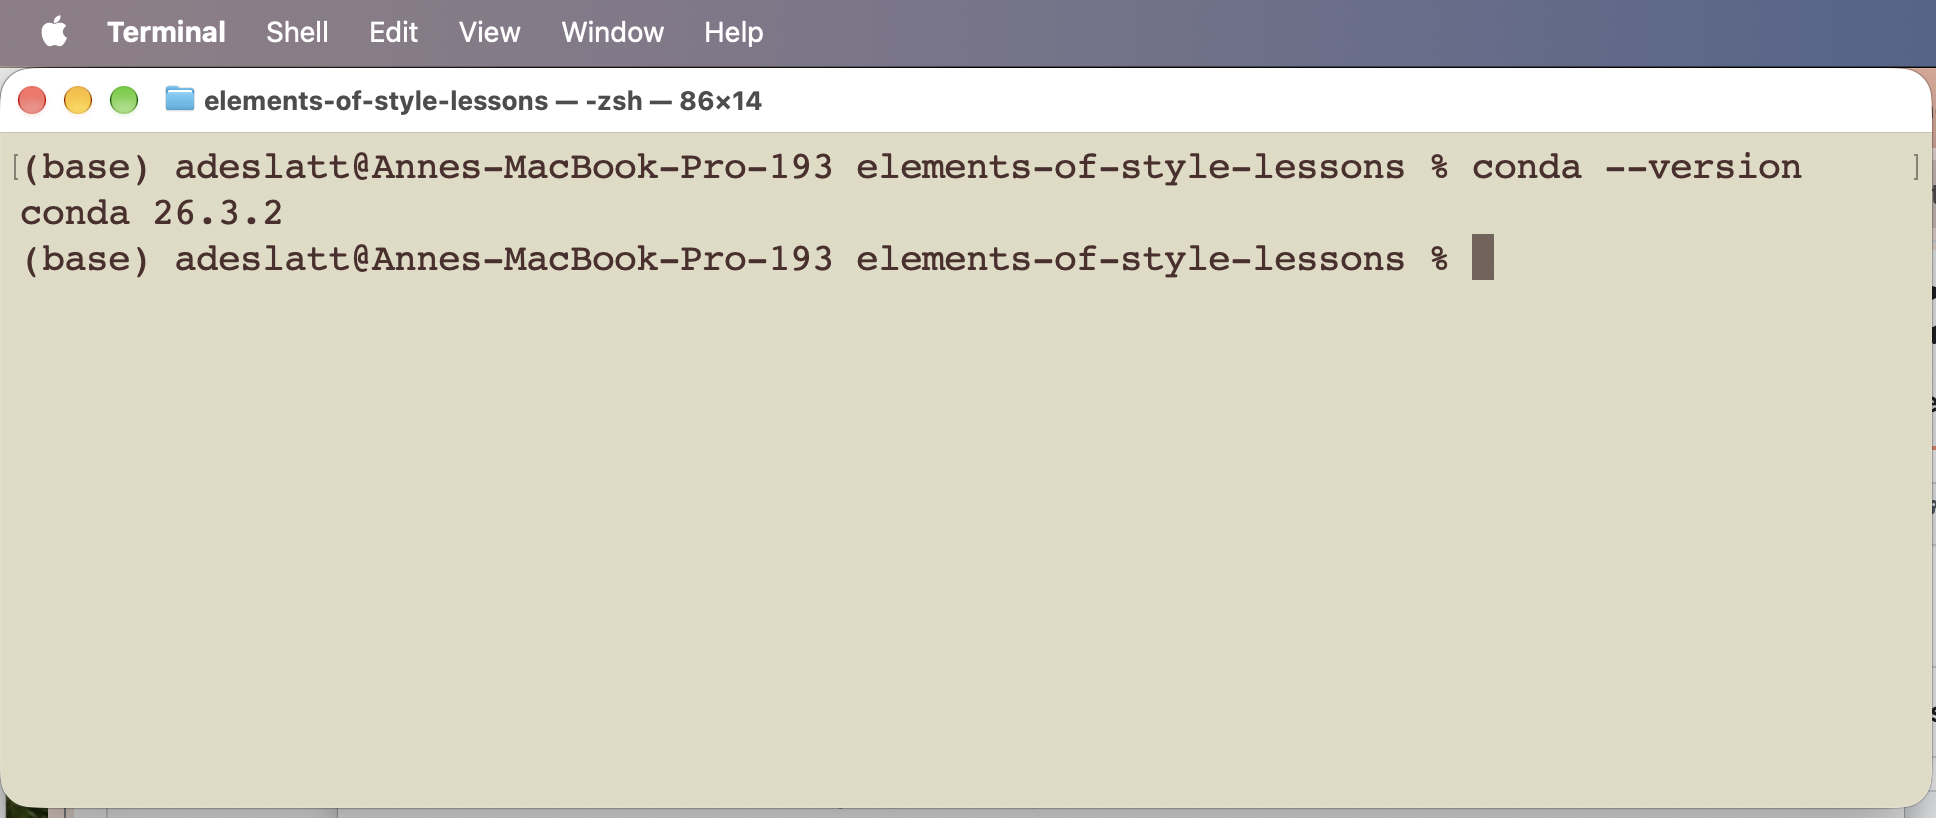 Terminal Shell Edit View Window Help
elements-of-style-lessons — -zsh — 86×14
[(base) adeslatt@Annes-MacBook-Pro-193 elements-of-style-lessons % conda --version ]
conda 26.3.2
(base) adeslatt@Annes-MacBook-Pro-193 elements-of-style-lessons %